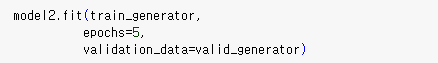 model2.fit(train_generator,
epochs=5,
validation_data=valid_generator)